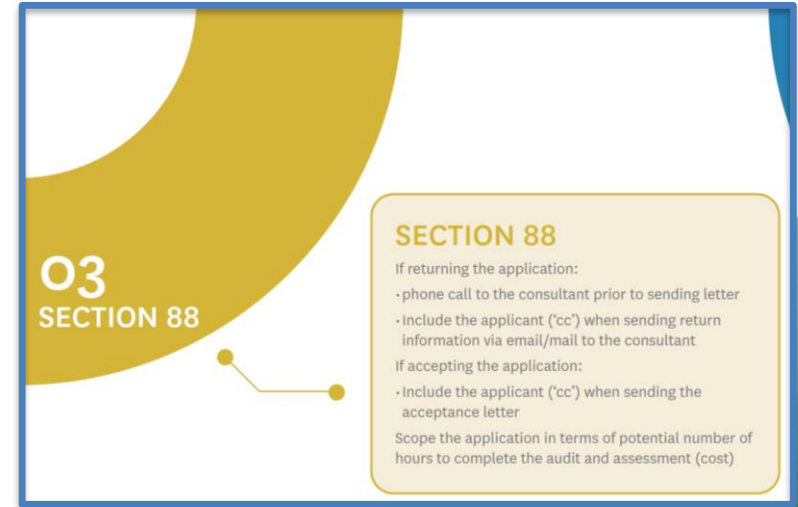 03
SECTION 88
SECTION 88
If returning the application:
· phone call to the consultant prior to sending letter
· Include the applicant (‘cc’) when sending return
information via email/mail to the consultant
If accepting the application:
· Include the applicant (‘cc’) when sending the
acceptance letter
Scope the application in terms of potential number of
hours to complete the audit and assessment (cost)